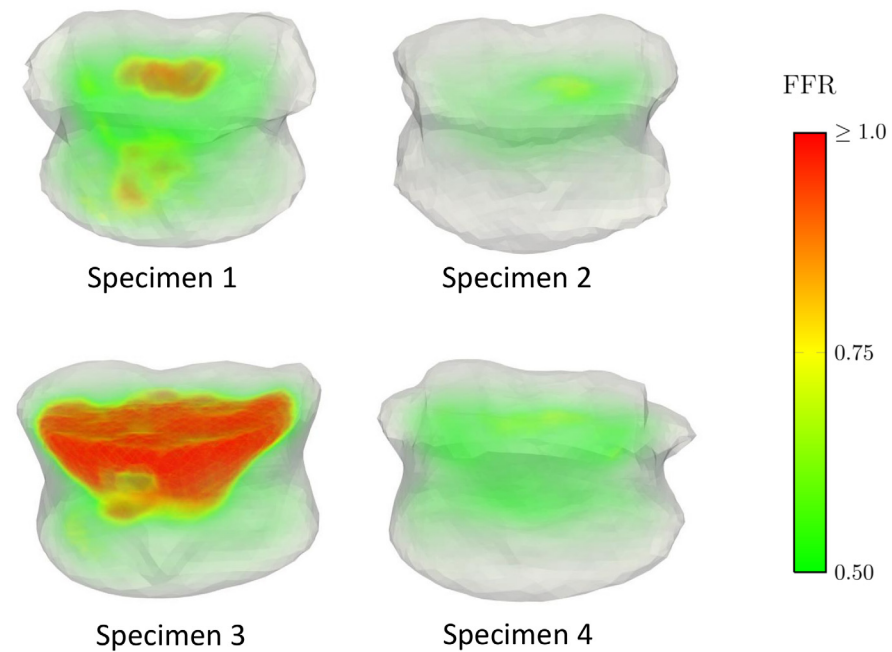 FFR
≥ 1.0
Specimen 1
Specimen 2
0.75
0.50
Specimen 3
Specimen 4